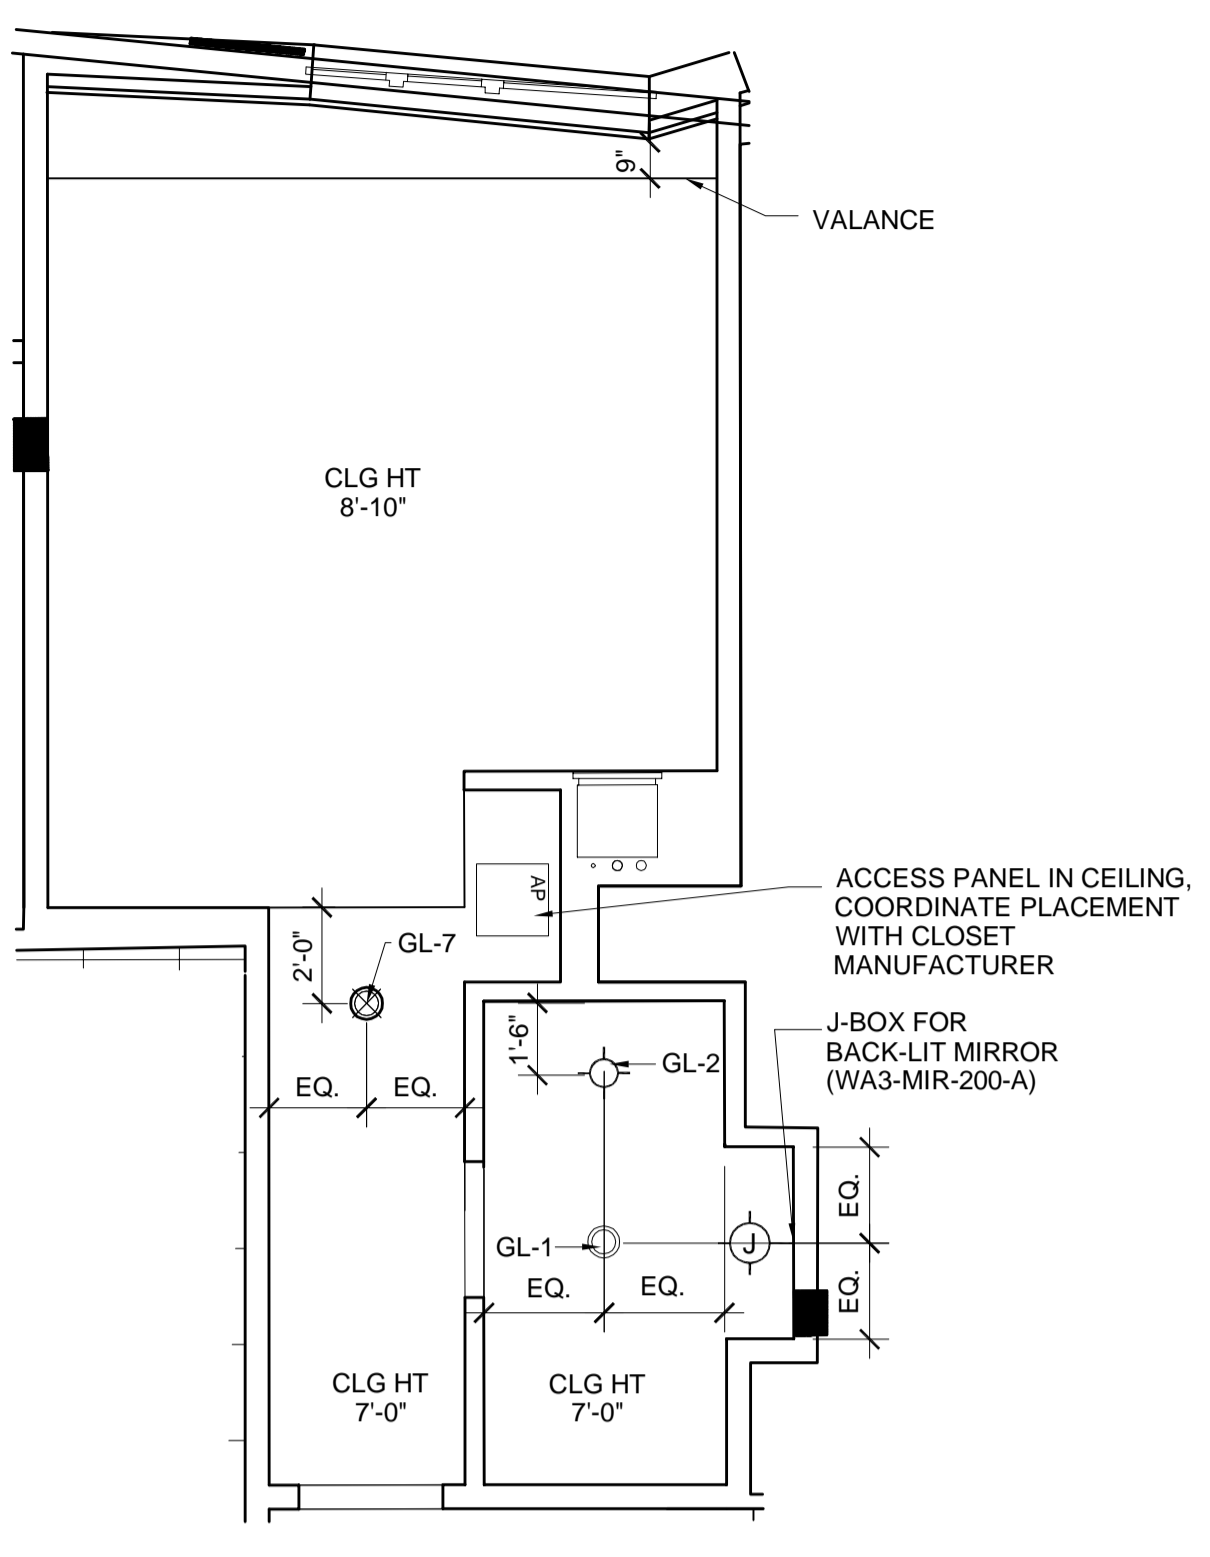 9"
VALANCE
CLG HT
8'-10"
AP
ACCESS PANEL IN CEILING,
COORDINATE PLACEMENT
WITH CLOSET
MANUFACTURER
2'-0"
GL-7
1'-6"
GL-2
J-BOX FOR
BACK-LIT MIRROR
(WA3-MIR-200-A)
EQ. EQ.
EQ.
GL-1
J
EQ. EQ.
EQ.
CLG HT
7'-0"
CLG HT
7'-0"